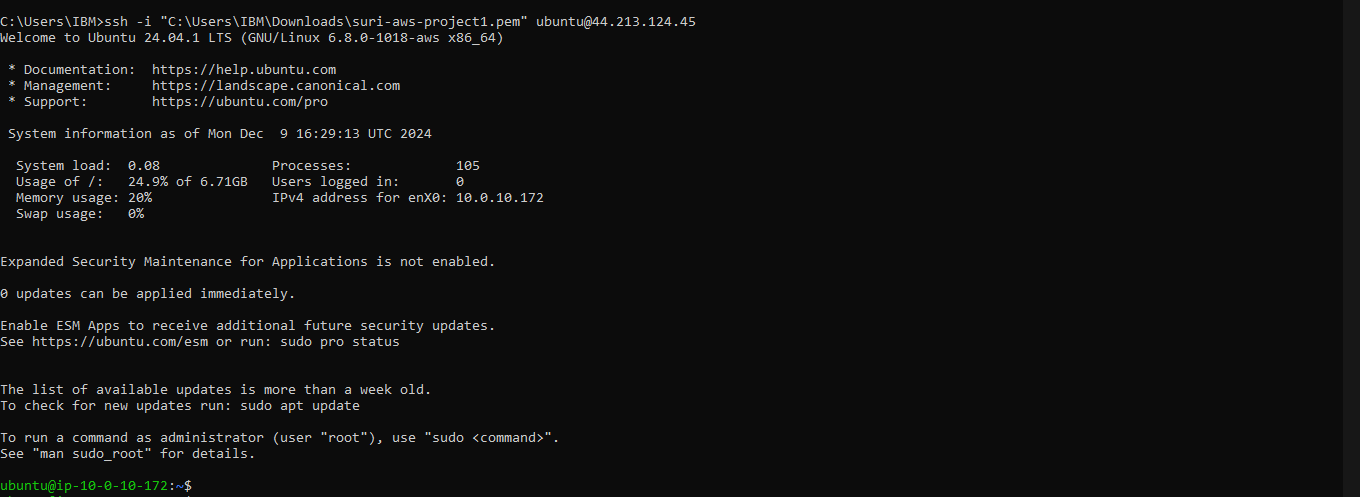 C:\Users\IBM>ssh -i "C:\Users\IBM\Downloads\suri-aws-project1.pem" ubuntu@44.213.124.45
Welcome to Ubuntu 24.04.1 LTS (GNU/Linux 6.8.0-1018-aws x86_64)
* Documentation: https://help.ubuntu.com
* Management: https://landscape.canonical.com
* Support: https://ubuntu.com/pro
System information as of Mon Dec 9 16:29:13 UTC 2024
System load: 0.08 Processes: 105
Usage of /: 24.9% of 6.71GB Users logged in: 0
Memory usage: 20% IPv4 address for enX0: 10.0.10.172
Swap usage: 0%
Expanded Security Maintenance for Applications is not enabled.
0 updates can be applied immediately.
Enable ESM Apps to receive additional future security updates.
See https://ubuntu.com/esm or run: sudo pro status
The list of available updates is more than a week old.
To check for new updates run: sudo apt update
To run a command as administrator (user "root"), use "sudo <command>".
See "man sudo_root" for details.
ubuntu@ip-10-0-10-172:~$